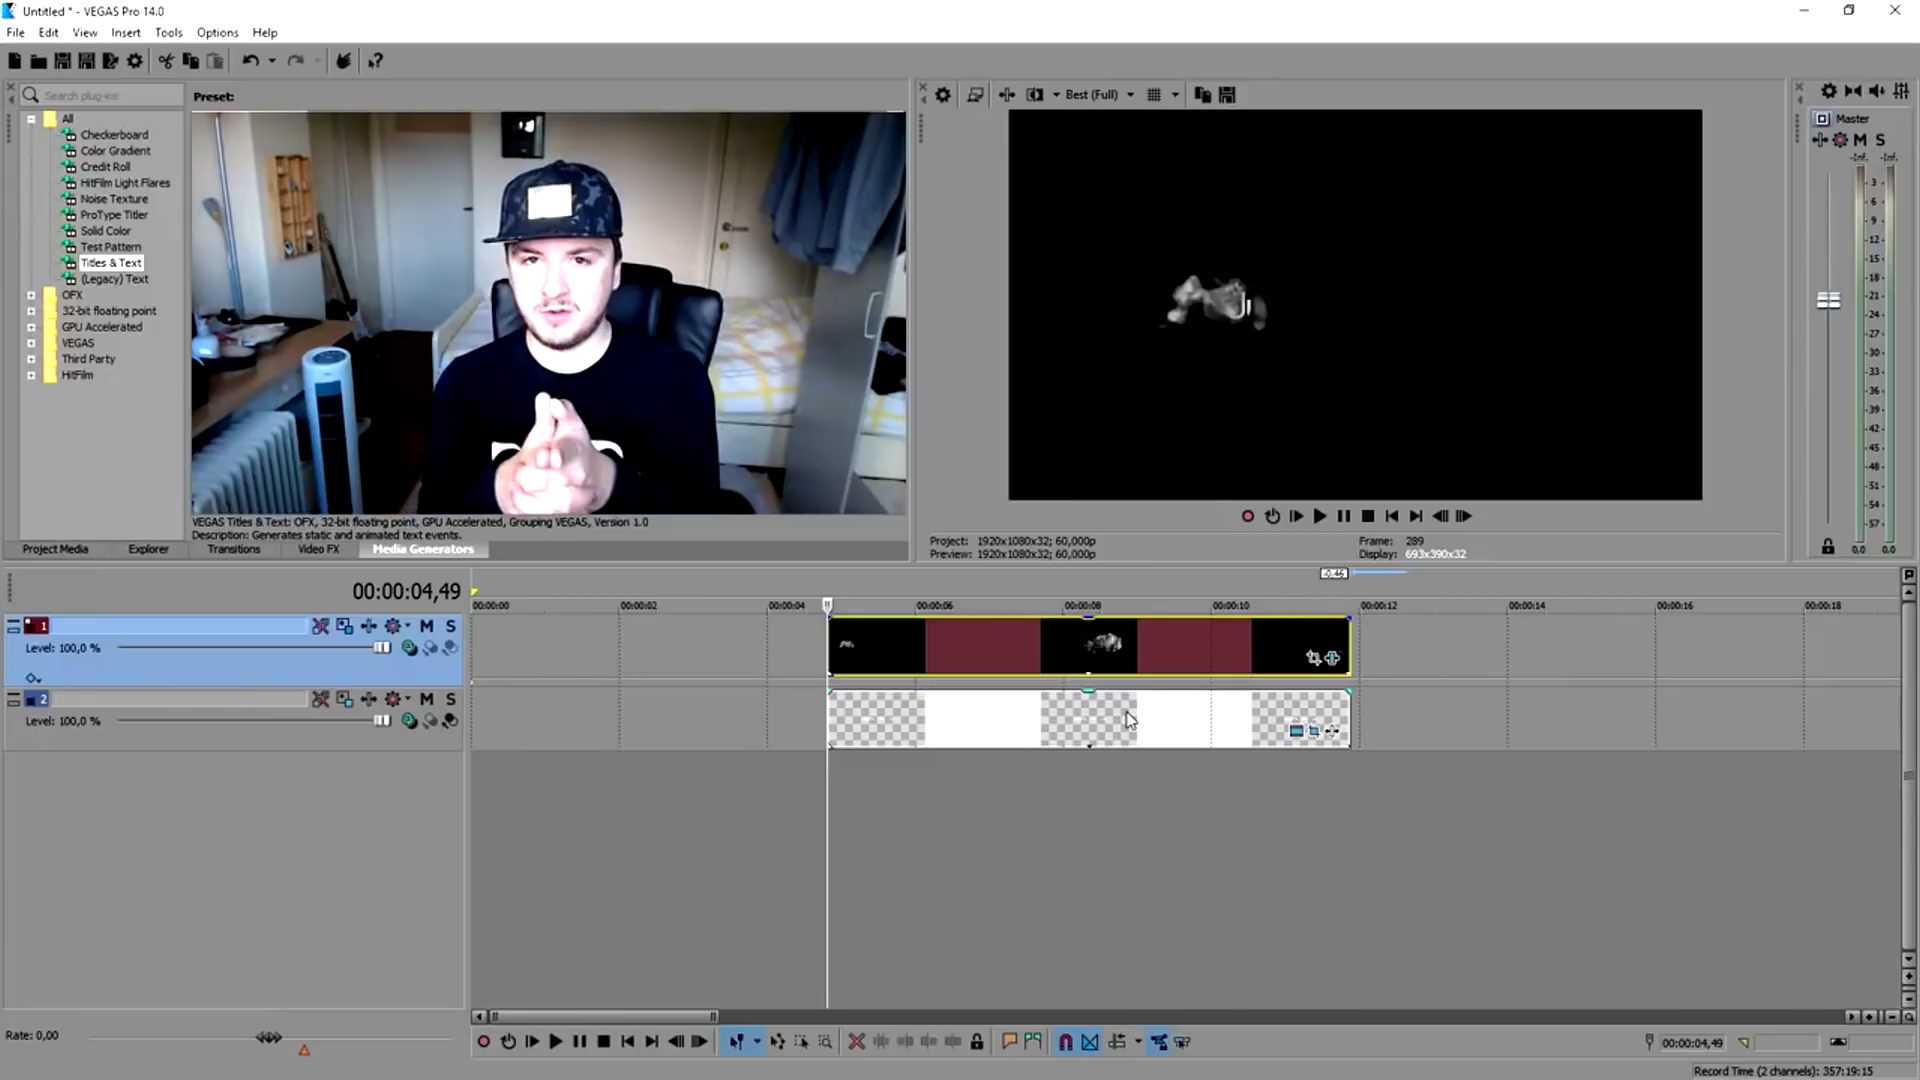 Untitled * - VEGAS Pro 14.0
File Edit View Insert Tools Options Help
Search plug-ins
Preset:
Best (Full)
Master
All
Checkerboard
Color Gradient
Credit Roll
HitFilm Light Flares
Noise Texture
ProType Titler
Solid Color
Test Pattern
Titles & Text
(Legacy) Text
OFX
32-bit floating point
GPU Accelerated
VEGAS
Third Party
HitFilm
M S
-Inf. -Inf.
3
6
9
12
15
18
21
24
27
30
33
36
39
42
45
48
51
54
57
0,0 0,0
VEGAS Titles & Text: OFX, 32-bit floating point, GPU Accelerated, Grouping VEGAS, Version 1.0
Description: Generates static and animated text events.
Project Media Explorer Transitions Video FX Media Generators
Project: 1920x1080x32; 60,000p
Preview: 1920x1080x32; 60,000p
Frame: 289
Display: 693x390x32
-0.46
00:00:04,49
00:00:00 00:00:02 00:00:04 00:00:06 00:00:08 00:00:10 00:00:12 00:00:14 00:00:16 00:00:18
1 M S
Level: 100,0 %
2 M S
Level: 100,0 %
Rate: 0,00
00:00:04,49
Record Time (2 channels): 357:19:15